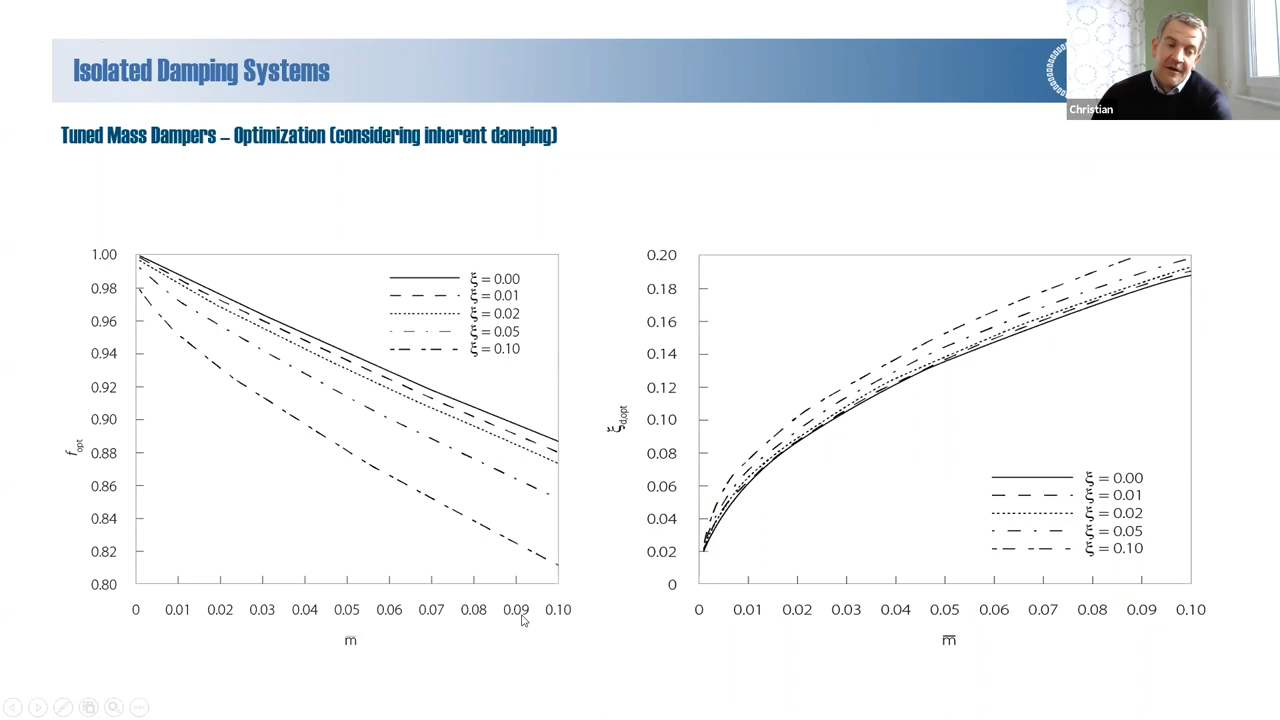 Isolated Damping Systems
Christian
Tuned Mass Dampers – Optimization (considering inherent damping)
1.00
0.98
0.96
0.94
0.92
0.90
0.88
0.86
0.84
0.82
0.80
f opt
ξ = 0.00
ξ = 0.01
ξ = 0.02
ξ = 0.05
ξ = 0.10
0 0.01 0.02 0.03 0.04 0.05 0.06 0.07 0.08 0.09 0.10
m̅
0.20
0.18
0.16
0.14
0.12
0.10
0.08
0.06
0.04
0.02
0
ξ d,opt
ξ = 0.00
ξ = 0.01
ξ = 0.02
ξ = 0.05
ξ = 0.10
0 0.01 0.02 0.03 0.04 0.05 0.06 0.07 0.08 0.09 0.10
m̅